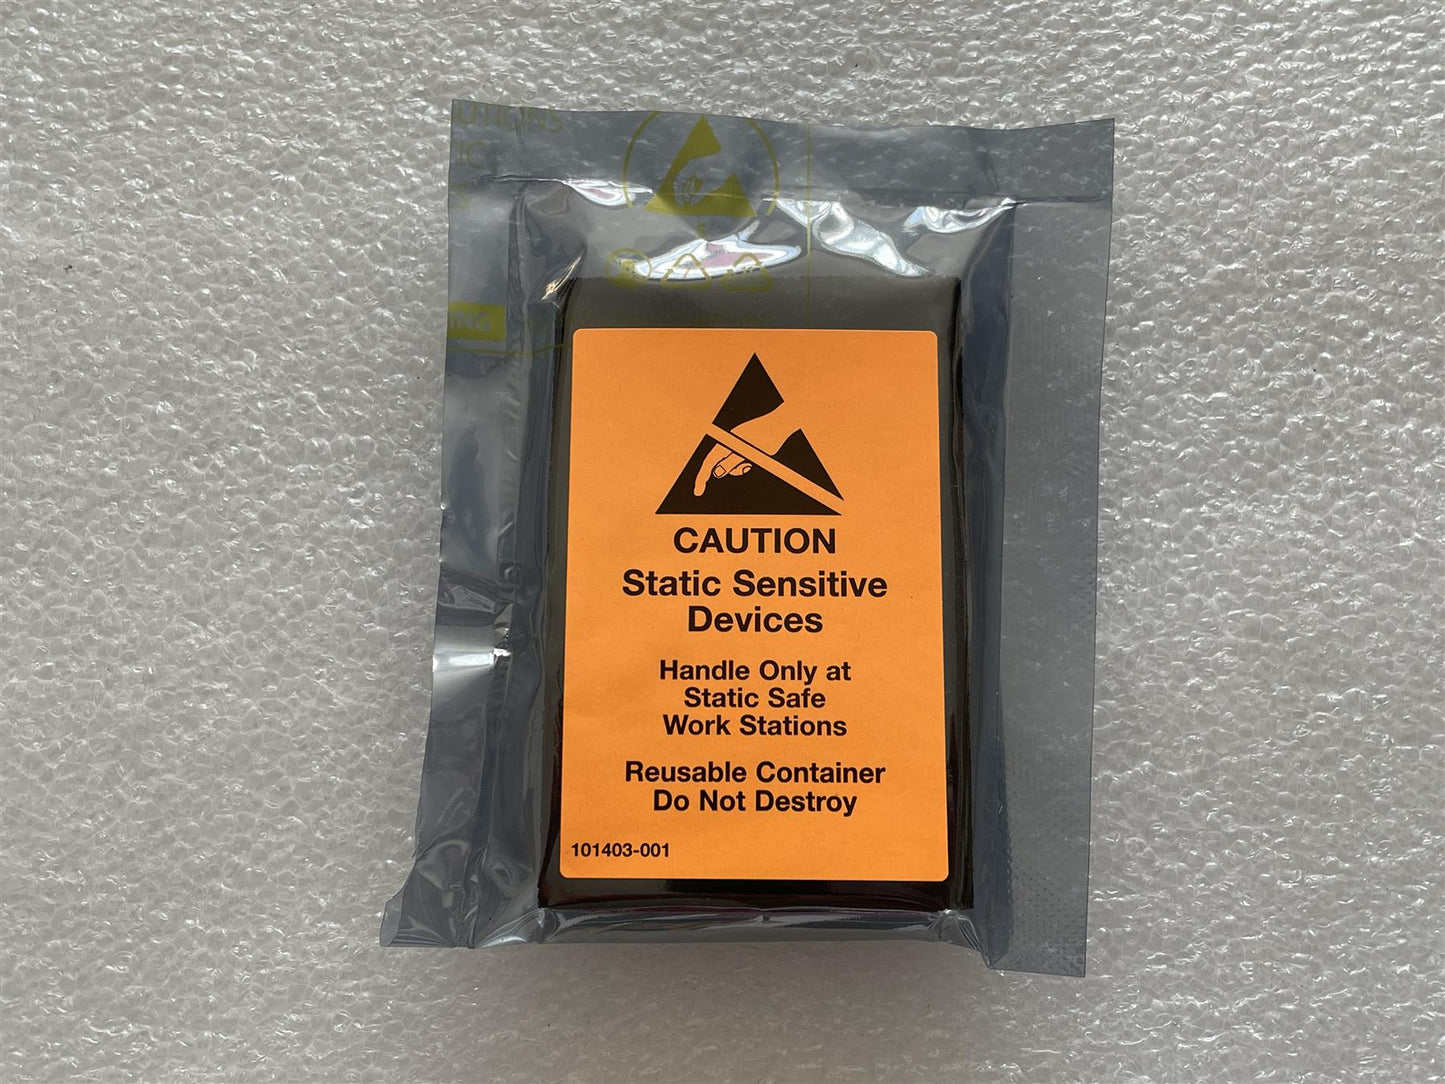 CAUTION
Static Sensitive
Devices
Handle Only at
Static Safe
Work Stations
Reusable Container
Do Not Destroy
101403-001